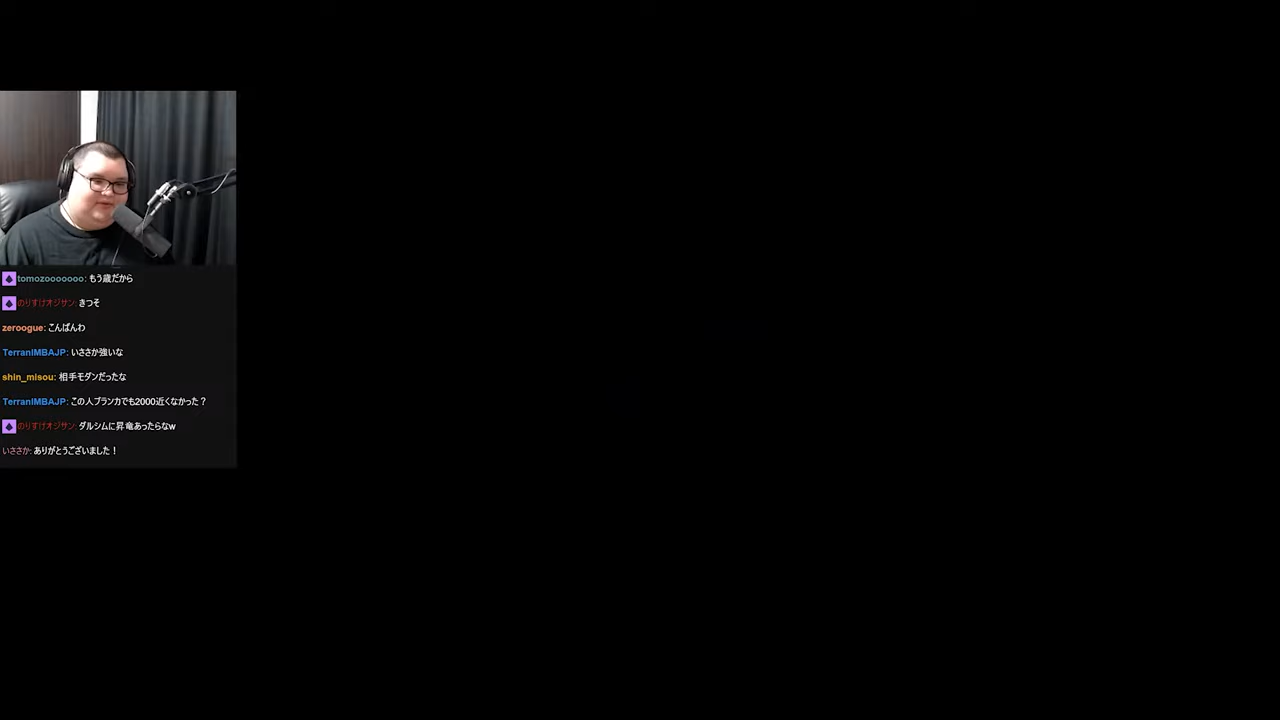 tomozooooooo: もう歳だから
のりすけオジサン: きつそ
zeroogue: こんばんわ
TerranIMBAJP: いささか強いな
shin_misou: 相手モダンだったな
TerranIMBAJP: この人ブランカでも2000近くなかった？
のりすけオジサン: ダルシムに昇竜あったらなw
いささか: ありがとうございました！